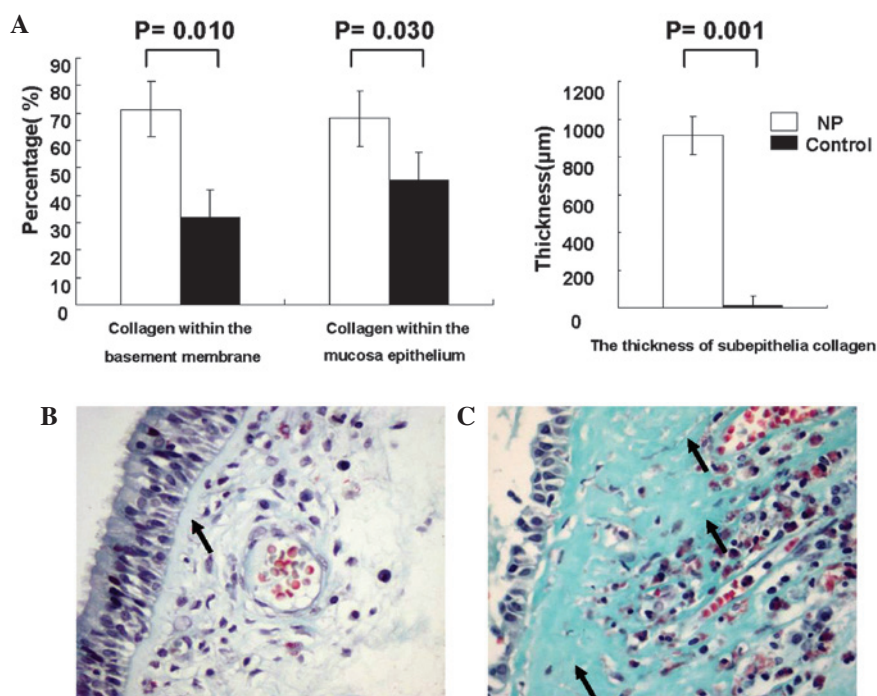 A
P= 0.010
P= 0.030
P= 0.001
Percentage( %)
90
80
70
60
50
40
30
20
10
0
Collagen within the
basement membrane
Collagen within the
mucosa epithelium
Thickness(μm)
1200
1000
800
600
400
200
0
NP
Control
The thickness of subepithelia collagen
B
C